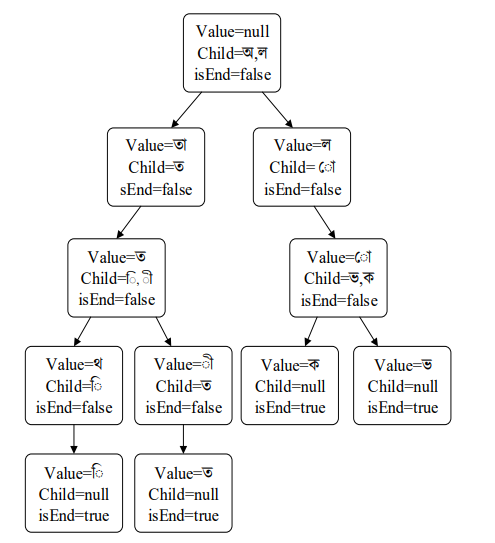 Value=null
Child=অ,ল
isEnd=false
Value=তা
Child=ত
sEnd=false
Value=ল
Child= ো
isEnd=false
Value=ত
Child=ি, ী
isEnd=false
Value=ো
Child=ভ,ক
isEnd=false
Value=থ
Child=ি
isEnd=false
Value=ী
Child=ত
isEnd=false
Value=ক
Child=null
isEnd=true
Value=ভ
Child=null
isEnd=true
Value=ি
Child=null
isEnd=true
Value=ত
Child=null
isEnd=true